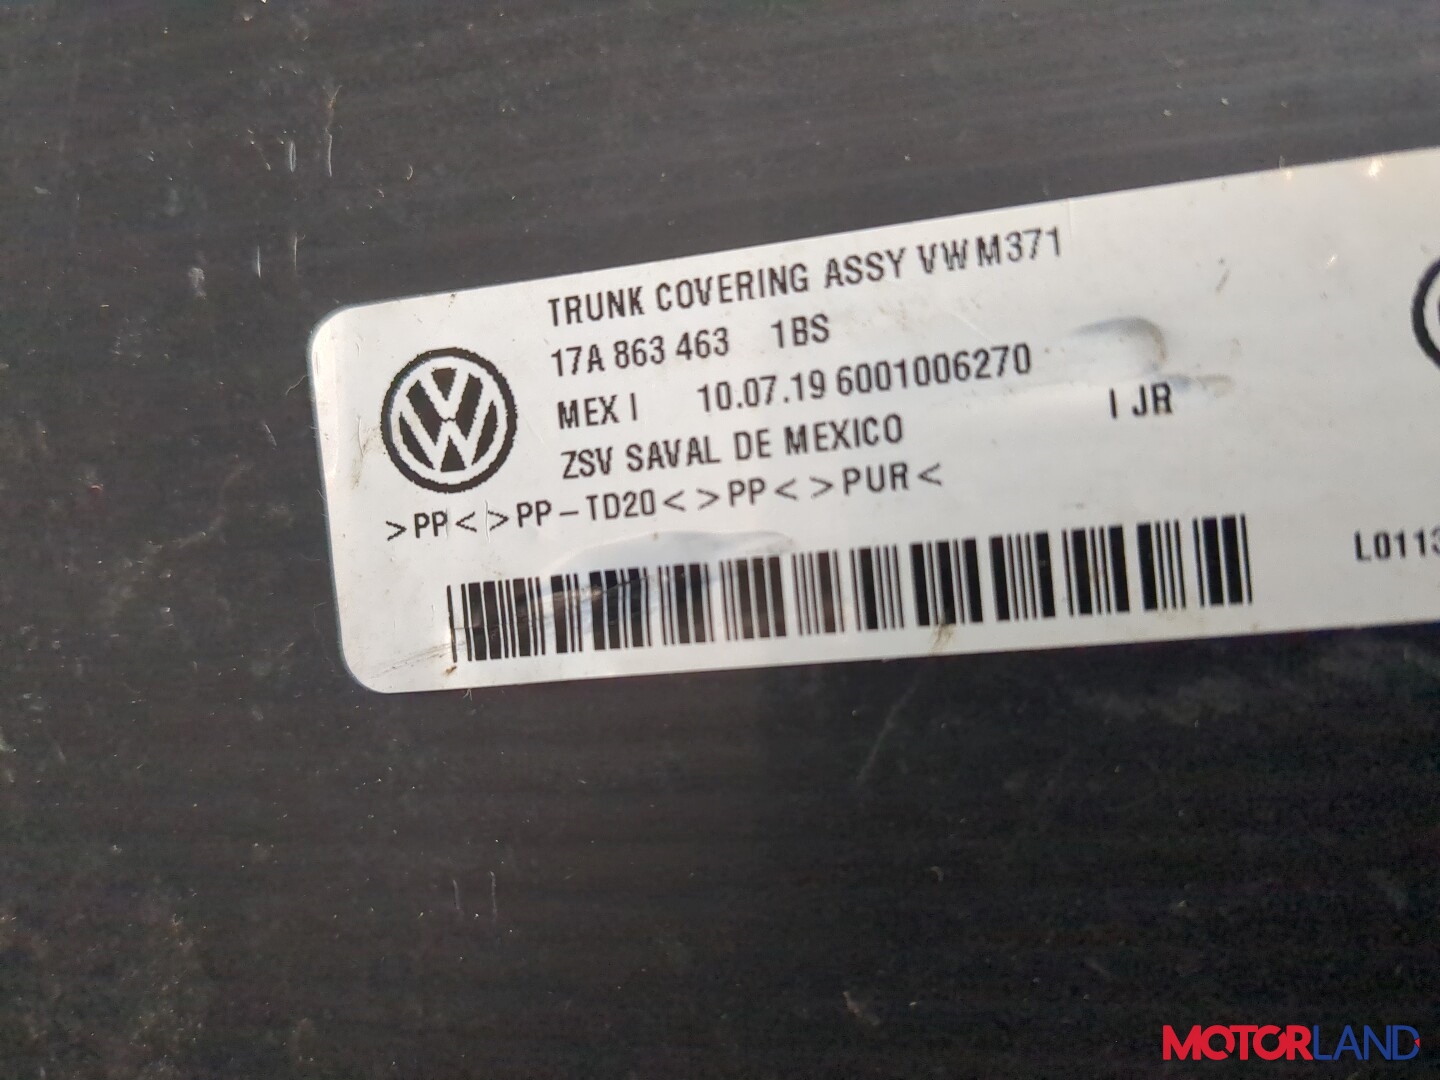 TRUNK COVERING ASSY VW M371
17A 863 463 1BS
MEX I 10.07.19 6001006270
I JR
ZSV SAVAL DE MEXICO
>PP< >PP-TD20< >PP< >PUR<
L0113
MOTORLAND